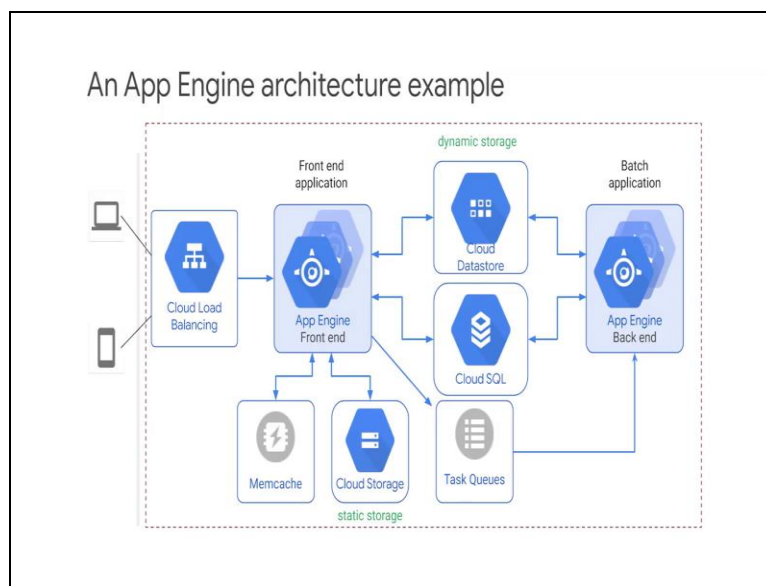 An App Engine architecture example
dynamic storage
Front end
application
Batch
application
Cloud
Datastore
Cloud Load
Balancing
App Engine
Front end
App Engine
Back end
Cloud SQL
Memcache
Cloud Storage
Task Queues
static storage